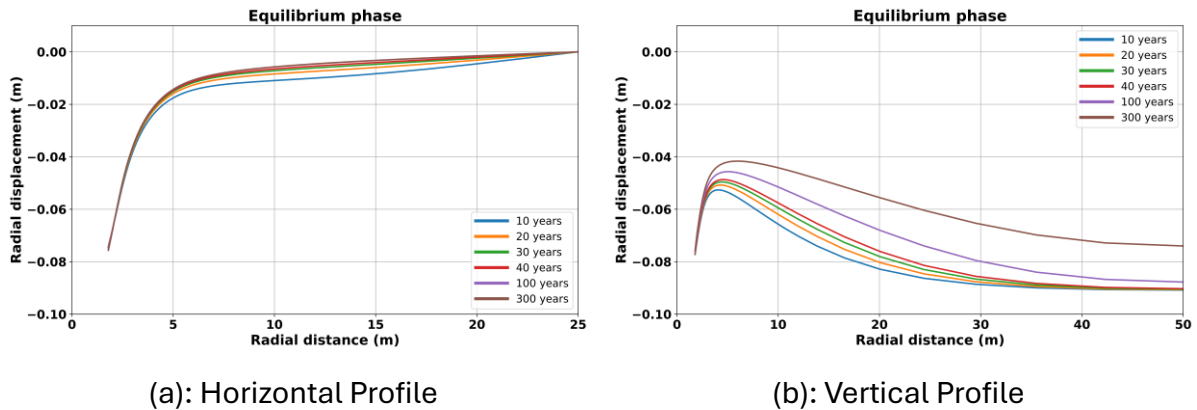 Equilibrium phase
Radial displacement (m)
0.00
−0.02
−0.04
−0.06
−0.08
−0.10
0 5 10 15 20 25
Radial distance (m)
10 years
20 years
30 years
40 years
100 years
300 years
(a): Horizontal Profile
Equilibrium phase
Radial displacement (m)
0.00
−0.02
−0.04
−0.06
−0.08
−0.10
0 10 20 30 40 50
Radial distance (m)
10 years
20 years
30 years
40 years
100 years
300 years
(b): Vertical Profile